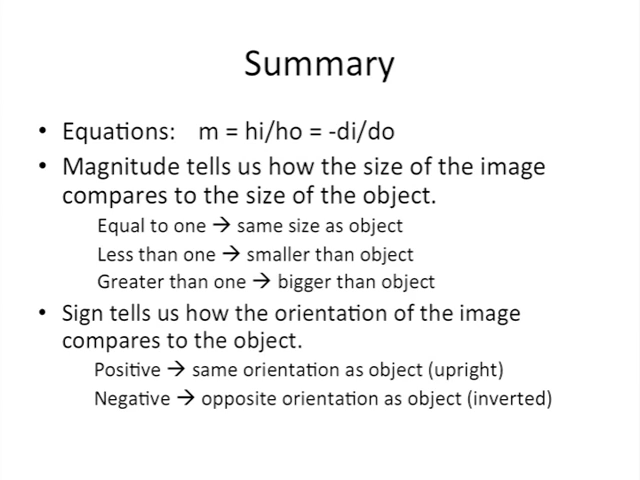 Summary
• Equations: m = hi/ho = -di/do
• Magnitude tells us how the size of the image
compares to the size of the object.
Equal to one → same size as object
Less than one → smaller than object
Greater than one → bigger than object
• Sign tells us how the orientation of the image
compares to the object.
Positive → same orientation as object (upright)
Negative → opposite orientation as object (inverted)